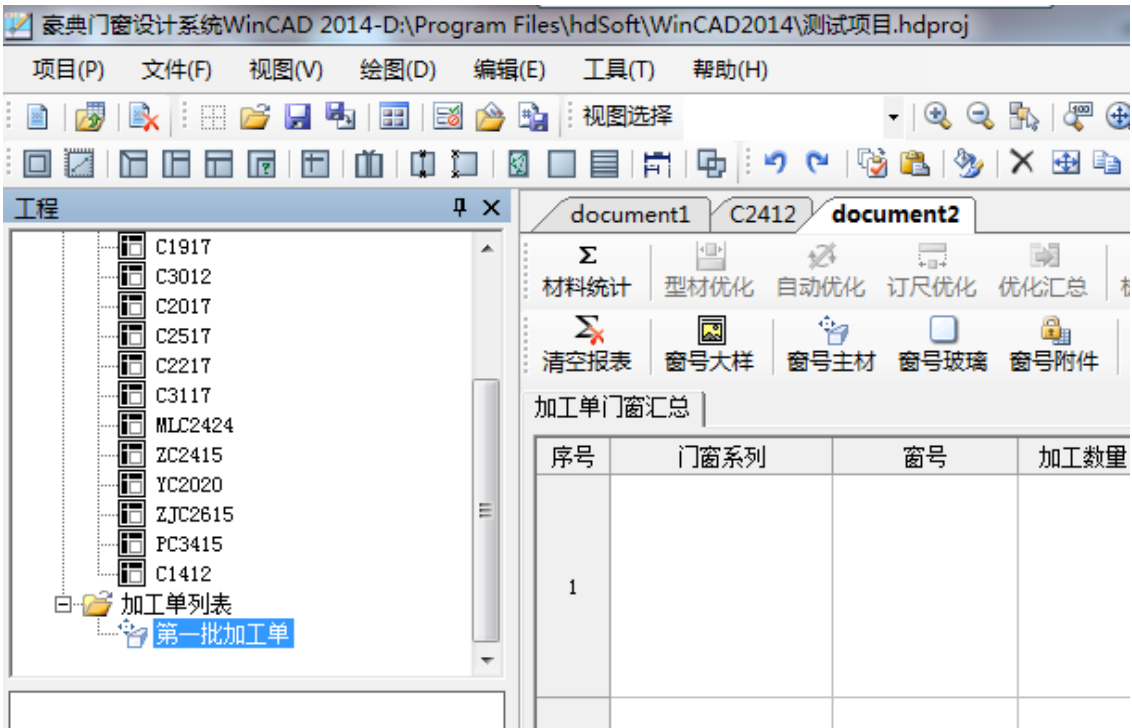 豪典门窗设计系统WinCAD 2014-D:\Program Files\hdSoft\WinCAD2014\测试项目.hdproj
项目(P) 文件(F) 视图(V) 绘图(D) 编辑(E) 工具(T) 帮助(H)
视图选择
工程
C1917
C3012
C2017
C2517
C2217
C3117
MLC2424
ZC2415
YC2020
ZJC2615
PC3415
C1412
加工单列表
第一批加工单
document1 C2412 document2
材料统计 型材优化 自动优化 订尺优化 优化汇总
清空报表 窗号大样 窗号主材 窗号玻璃 窗号附件
加工单门窗汇总
序号 门窗系列 窗号 加工数量
1